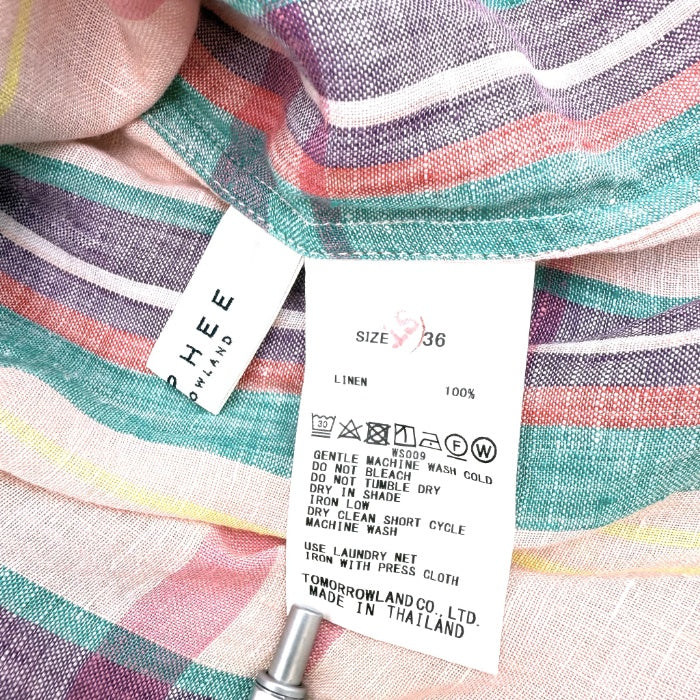 PHEE
OWLAND
SIZE 36
LINEN 100%
30 F W
WS009
GENTLE MACHINE WASH COLD
DO NOT BLEACH
DO NOT TUMBLE DRY
DRY IN SHADE
IRON LOW
DRY CLEAN SHORT CYCLE
MACHINE WASH
USE LAUNDRY NET
IRON WITH PRESS CLOTH
TOMORROWLAND CO., LTD.
MADE IN THAILAND